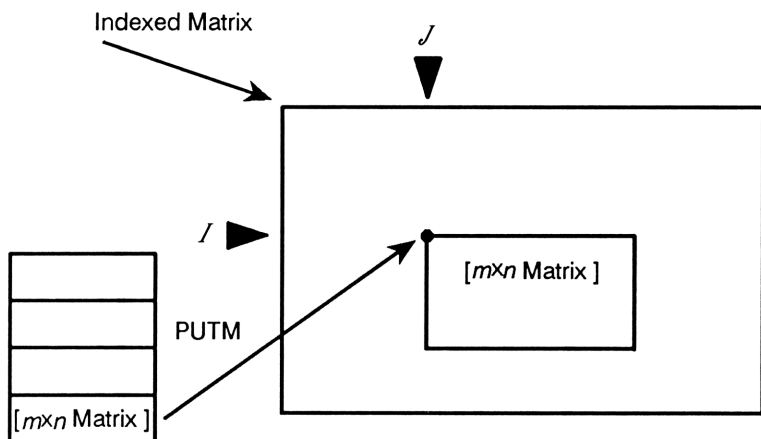 Indexed Matrix
J
I
[m×n Matrix ]
PUTM
[m×n Matrix ]